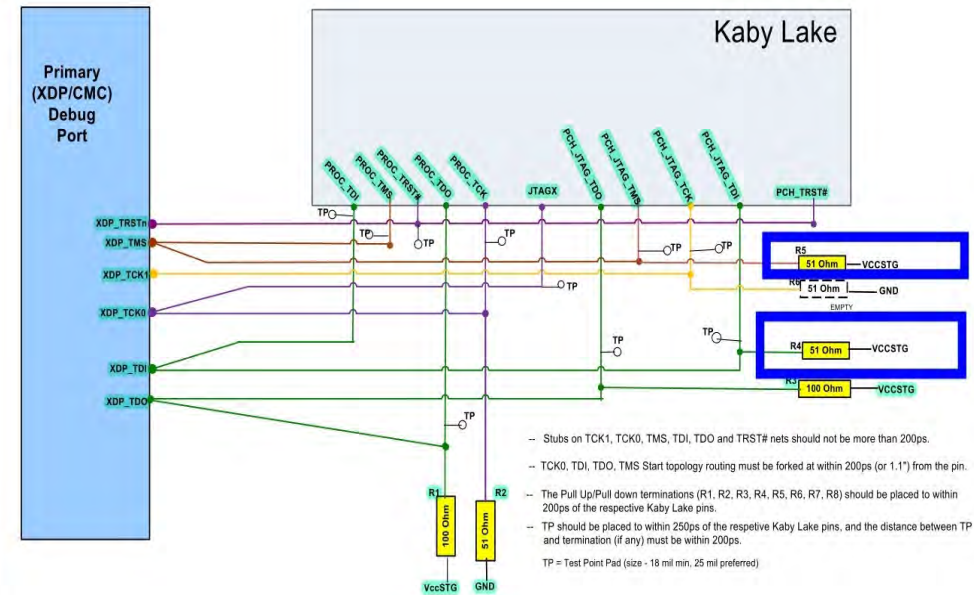 Kaby Lake
Primary
(XDP/CMC)
Debug
Port
PROC_TDI
PROC_TMS
PROC_TRST#
PROC_TDO
PROC_TCK
JTAGX
PCH_JTAG_TDO
PCH_JTAG_TMS
PCH_JTAG_TCK
PCH_JTAG_TDI
PCH_TRST#
TP
XDP_TRSTn
TP
TP
TP
XDP_TMS
TP
TP
R5
51 Ohm
VCCSTG
XDP_TCK1
R6
51 Ohm
GND
EMPTY
TP
XDP_TCK0
TP
TP
R4
51 Ohm
VCCSTG
XDP_TDI
R3
100 Ohm
VCCSTG
XDP_TDO
TP
-- Stubs on TCK1, TCK0, TMS, TDI, TDO and TRST# nets should not be more than 200ps.
-- TCK0, TDI, TDO, TMS Start topology routing must be forked at within 200ps (or 1.1") from the pin.
-- The Pull Up/Pull down terminations (R1, R2, R3, R4, R5, R6, R7, R8) should be placed to within
200ps of the respective Kaby Lake pins.
-- TP should be placed to within 250ps of the respetive Kaby Lake pins, and the distance between TP
and termination (if any) must be within 200ps.
TP = Test Point Pad (size - 18 mil min, 25 mil preferred)
R1
100 Ohm
VccSTG
R2
51 Ohm
GND